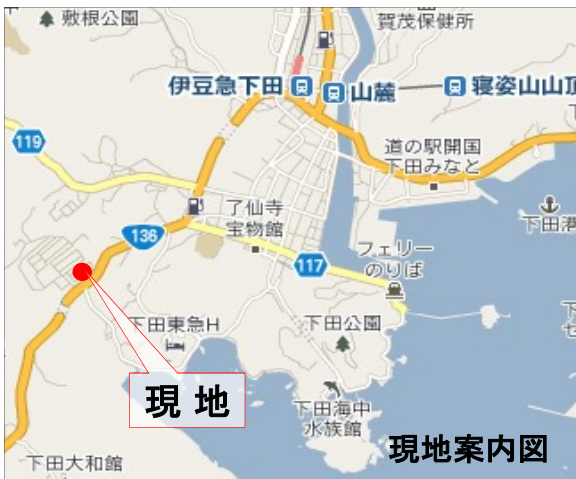 敷根公園
賀茂保健所
伊豆急下田
山麓
寝姿山山頂
119
道の駅開国
下田みなと
了仙寺
宝物館
下田港
136
フェリー
のりば
117
下田東急H
下田公園
現 地
下田海中
水族館
現地案内図
下田大和館